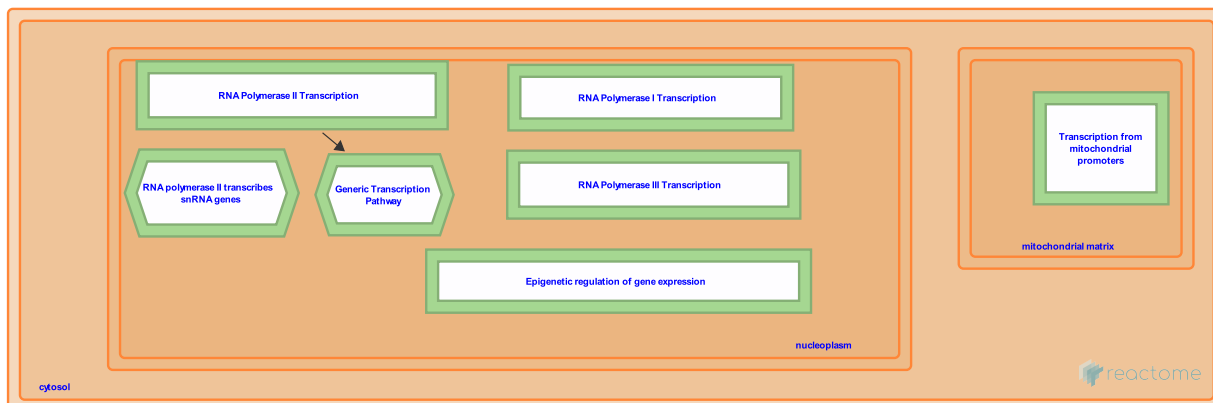 RNA Polymerase II Transcription
RNA Polymerase I Transcription
Transcription from
mitochondrial
promoters
RNA polymerase II transcribes
snRNA genes
Generic Transcription
Pathway
RNA Polymerase III Transcription
mitochondrial matrix
Epigenetic regulation of gene expression
nucleoplasm
cytosol
reactome